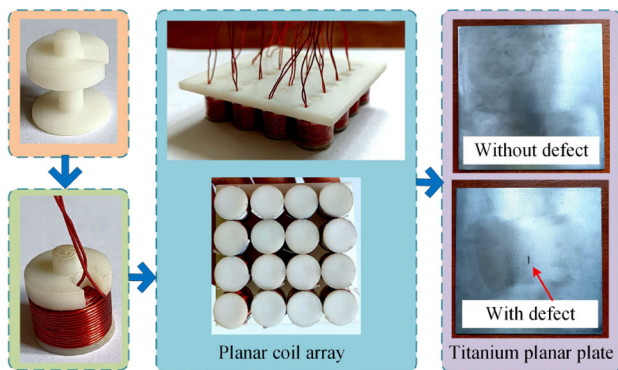 Without defect
With defect
Planar coil array
Titanium planar plate